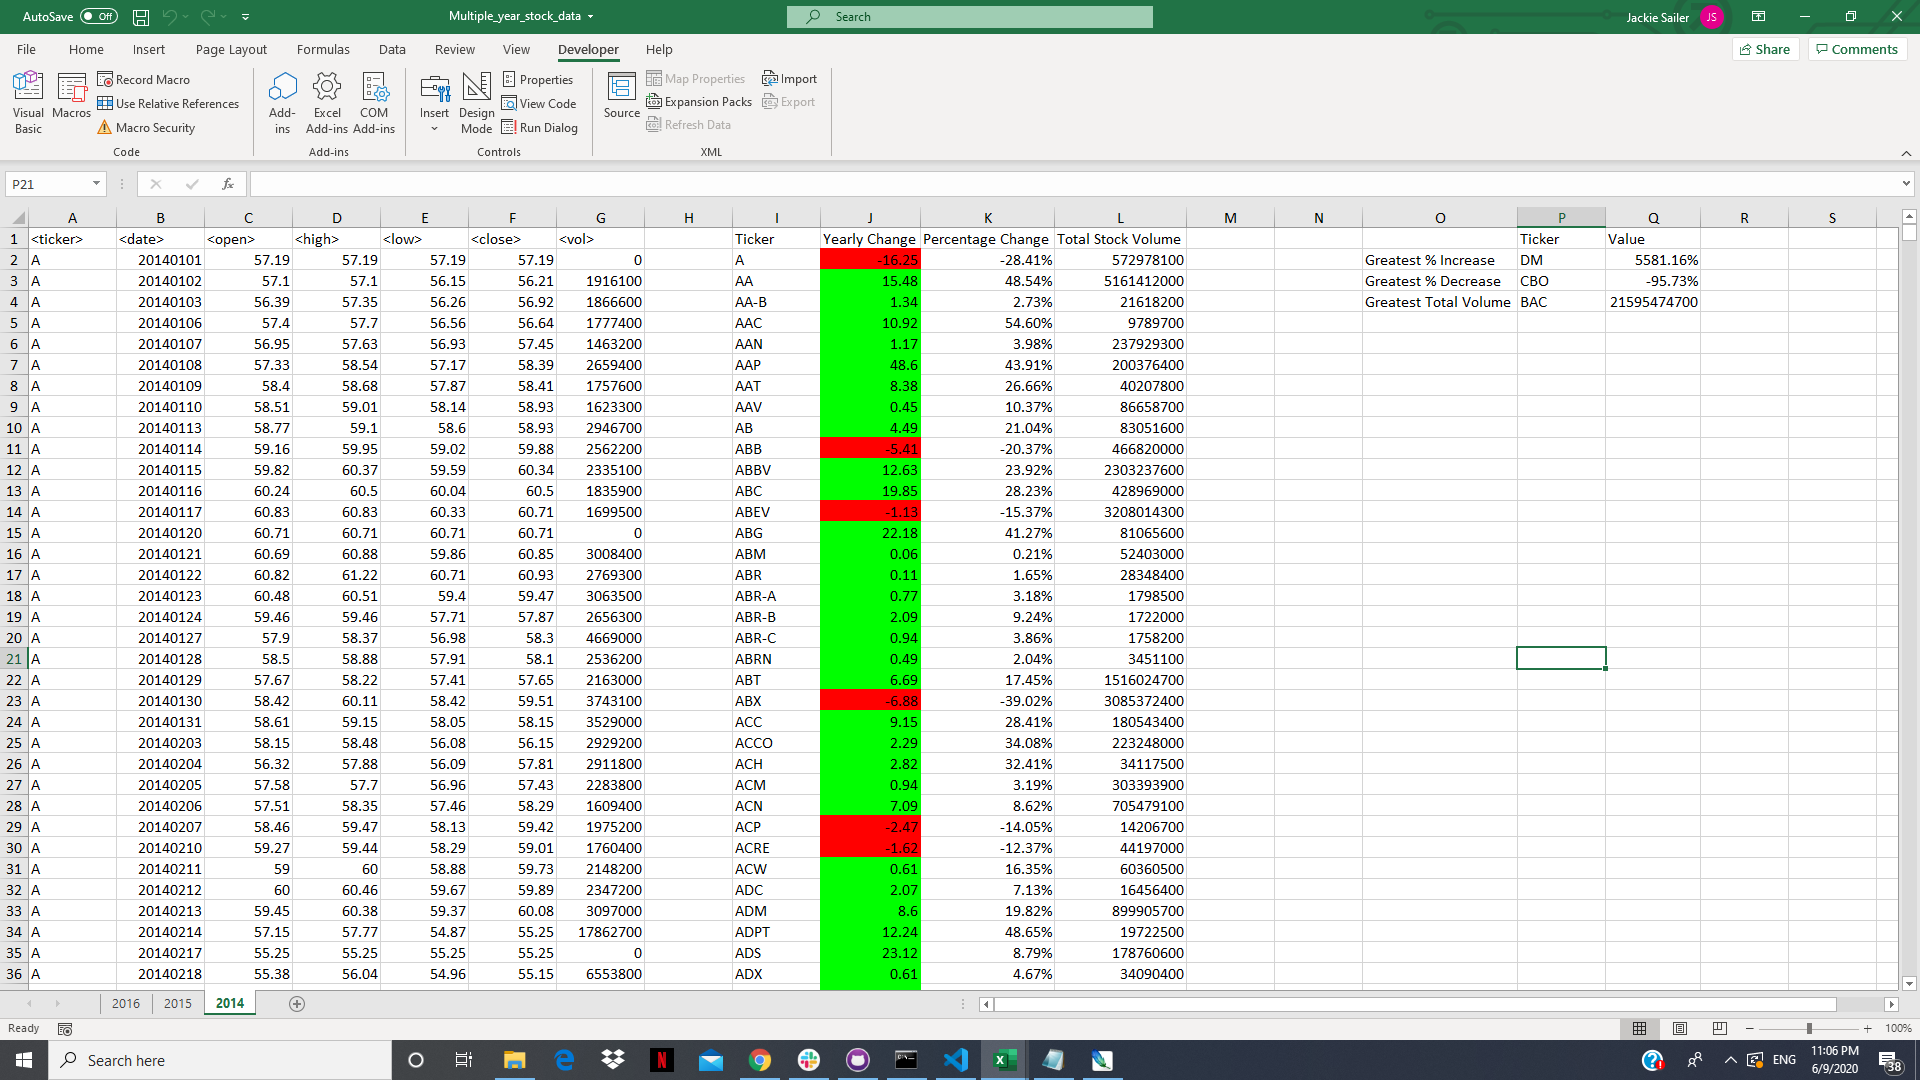 AutoSave Off Multiple_year_stock_data Search Jackie Sailer JS
File Home Insert Page Layout Formulas Data Review View Developer Help Share Comments
Visual Basic
Macros
Record Macro
Use Relative References
Macro Security
Code
Add-ins
Excel Add-ins
COM Add-ins
Add-ins
Insert
Design Mode
Properties
View Code
Run Dialog
Controls
Source
Map Properties
Expansion Packs
Refresh Data
Import
Export
XML
P21 fx
A B C D E F G H I J K L M N O P Q R S
1 <ticker> <date> <open> <high> <low> <close> <vol> Ticker Yearly Change Percentage Change Total Stock Volume Ticker Value
2 A 20140101 57.19 57.19 57.19 57.19 0 A -16.25 -28.41% 572978100 Greatest % Increase DM 5581.16%
3 A 20140102 57.1 57.1 56.15 56.21 1916100 AA 15.48 48.54% 5161412000 Greatest % Decrease CBO -95.73%
4 A 20140103 56.39 57.35 56.26 56.92 1866600 AA-B 1.34 2.73% 21618200 Greatest Total Volume BAC 21595474700
5 A 20140106 57.4 57.7 56.56 56.64 1777400 AAC 10.92 54.60% 9789700
6 A 20140107 56.95 57.63 56.93 57.45 1463200 AAN 1.17 3.98% 237929300
7 A 20140108 57.33 58.54 57.17 58.39 2659400 AAP 48.6 43.91% 200376400
8 A 20140109 58.4 58.68 57.87 58.41 1757600 AAT 8.38 26.66% 40207800
9 A 20140110 58.51 59.01 58.14 58.93 1623300 AAV 0.45 10.37% 86658700
10 A 20140113 58.77 59.1 58.6 58.93 2946700 AB 4.49 21.04% 83051600
11 A 20140114 59.16 59.95 59.02 59.88 2562200 ABB -5.41 -20.37% 466820000
12 A 20140115 59.82 60.37 59.59 60.34 2335100 ABBV 12.63 23.92% 2303237600
13 A 20140116 60.24 60.5 60.04 60.5 1835900 ABC 19.85 28.23% 428969000
14 A 20140117 60.83 60.83 60.33 60.71 1699500 ABEV -1.13 -15.37% 3208014300
15 A 20140120 60.71 60.71 60.71 60.71 0 ABG 22.18 41.27% 81065600
16 A 20140121 60.69 60.88 59.86 60.85 3008400 ABM 0.06 0.21% 52403000
17 A 20140122 60.82 61.22 60.71 60.93 2769300 ABR 0.11 1.65% 28348400
18 A 20140123 60.48 60.51 59.4 59.47 3063500 ABR-A 0.77 3.18% 1798500
19 A 20140124 59.46 59.46 57.71 57.87 2656300 ABR-B 2.09 9.24% 1722000
20 A 20140127 57.9 58.37 56.98 58.3 4669000 ABR-C 0.94 3.86% 1758200
21 A 20140128 58.5 58.88 57.91 58.1 2536200 ABRN 0.49 2.04% 3451100
22 A 20140129 57.67 58.22 57.41 57.65 2163000 ABT 6.69 17.45% 1516024700
23 A 20140130 58.42 60.11 58.42 59.51 3743100 ABX -6.88 -39.02% 3085372400
24 A 20140131 58.61 59.15 58.05 58.15 3529000 ACC 9.15 28.41% 180543400
25 A 20140203 58.15 58.48 56.08 56.15 2929200 ACCO 2.29 34.08% 223248000
26 A 20140204 56.32 57.88 56.09 57.81 2911800 ACH 2.82 32.41% 34117500
27 A 20140205 57.58 57.7 56.96 57.43 2283800 ACM 0.94 3.19% 303393900
28 A 20140206 57.51 58.35 57.46 58.29 1609400 ACN 7.09 8.62% 705479100
29 A 20140207 58.46 59.47 58.13 59.42 1975200 ACP -2.47 -14.05% 14206700
30 A 20140210 59.27 59.44 58.29 59.01 1760400 ACRE -1.62 -12.37% 44197000
31 A 20140211 59 60 58.88 59.73 2148200 ACW 0.61 16.35% 60360500
32 A 20140212 60 60.46 59.67 59.89 2347200 ADC 2.07 7.13% 16456400
33 A 20140213 59.45 60.38 59.37 60.08 3097000 ADM 8.6 19.82% 899905700
34 A 20140214 57.15 57.77 54.87 55.25 17862700 ADPT 12.24 48.65% 19722500
35 A 20140217 55.25 55.25 55.25 55.25 0 ADS 23.12 8.79% 178760600
36 A 20140218 55.38 56.04 54.96 55.15 6553800 ADX 0.61 4.67% 34090400
2016 2015 2014
Ready 100%
Search here ENG 11:06 PM
6/9/2020 38